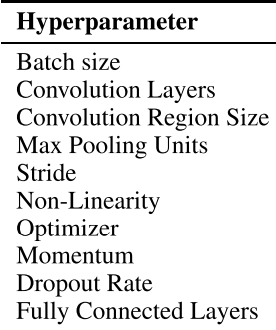 Hyperparameter
Batch size
Convolution Layers
Convolution Region Size
Max Pooling Units
Stride
Non-Linearity
Optimizer
Momentum
Dropout Rate
Fully Connected Layers